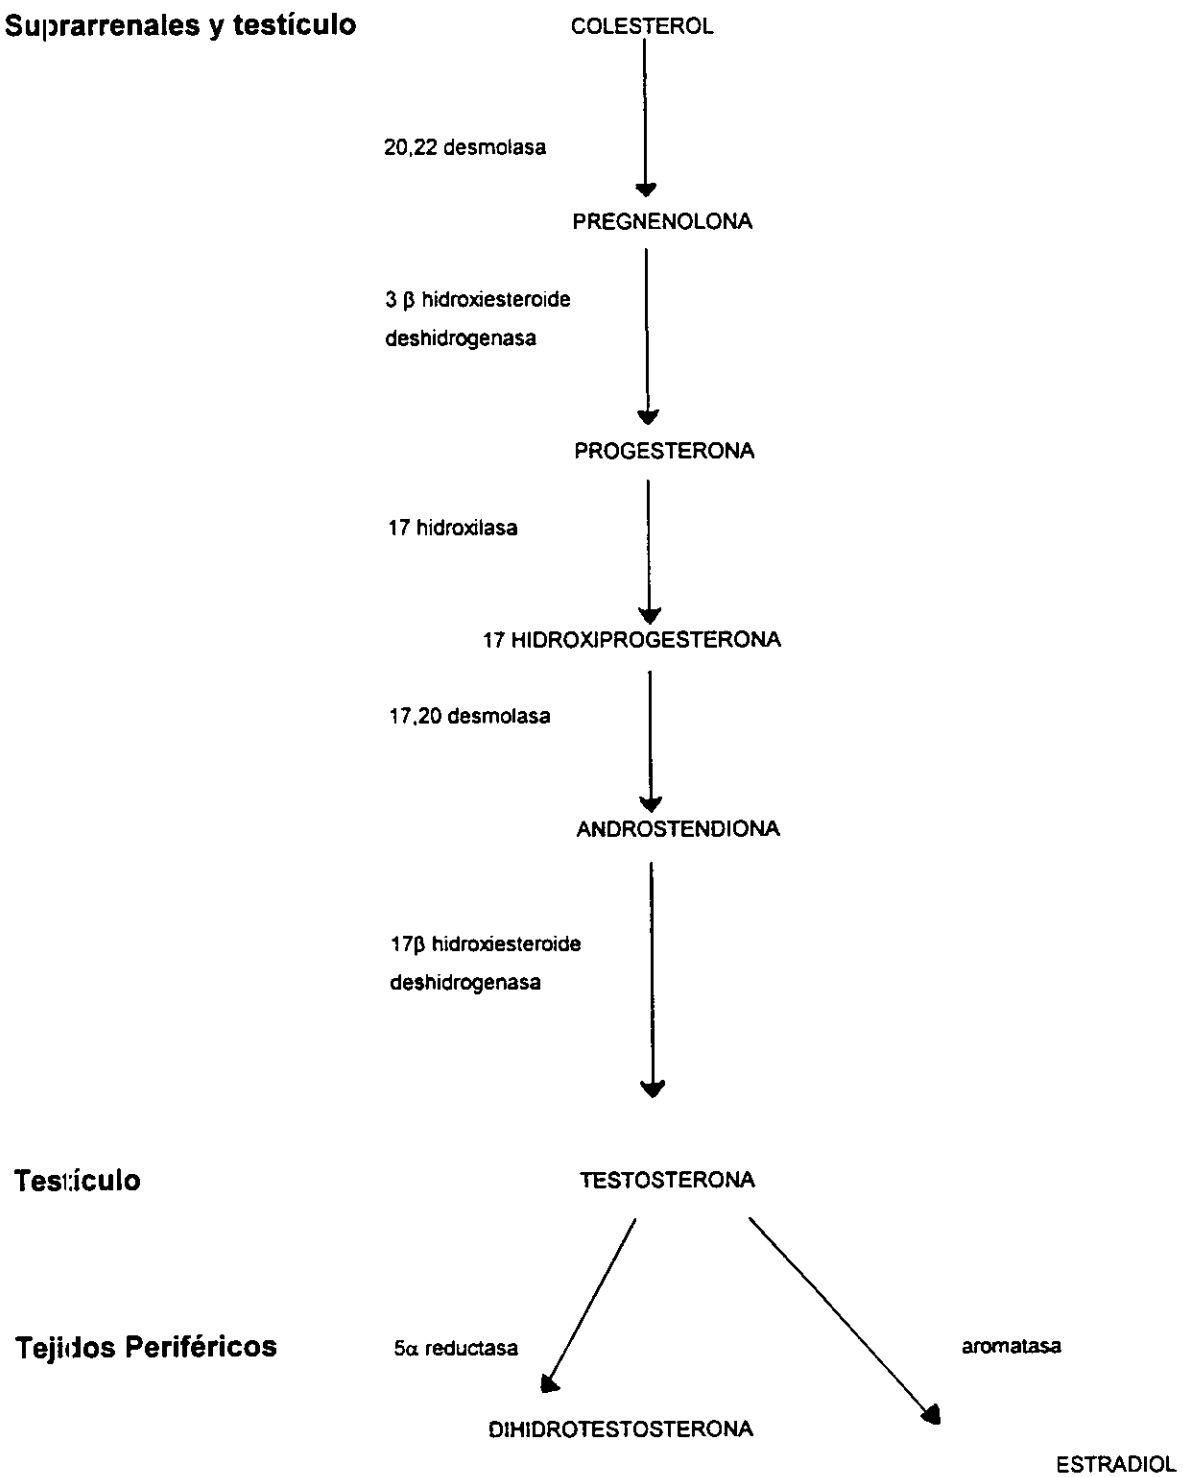 Suprarrenales y testículo COLESTEROL
20,22 desmolasa
PREGNENOLONA
3 β hidroxiesteroide
deshidrogenasa
PROGESTERONA
17 hidroxilasa
17 HIDROXIPROGESTERONA
17,20 desmolasa
ANDROSTENDIONA
17β hidroxiesteroide
deshidrogenasa
Testículo TESTOSTERONA
Tejidos Periféricos 5α reductasa aromatasa
DIHIDROTESTOSTERONA
ESTRADIOL